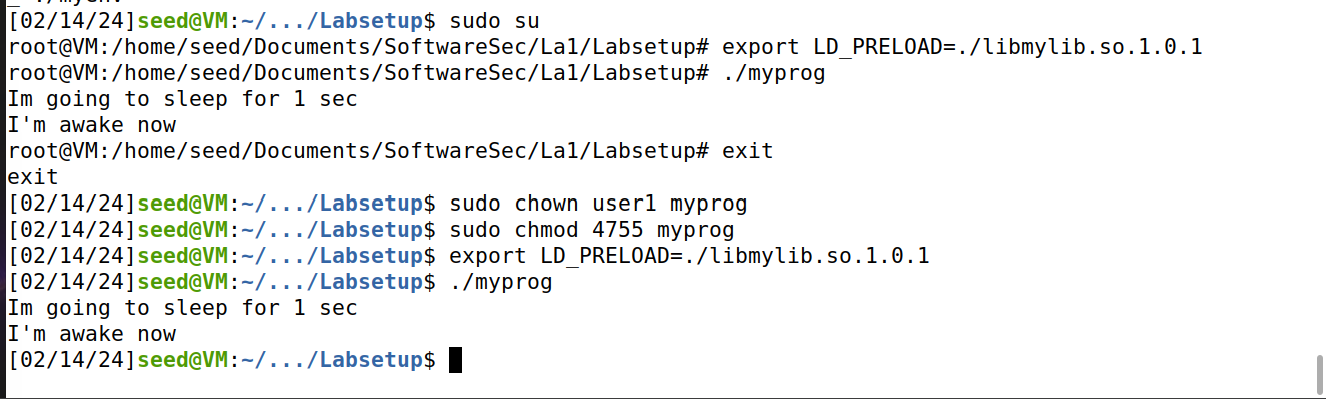 [02/14/24]seed@VM:~/.../Labsetup$ sudo su
root@VM:/home/seed/Documents/SoftwareSec/La1/Labsetup# export LD_PRELOAD=./libmylib.so.1.0.1
root@VM:/home/seed/Documents/SoftwareSec/La1/Labsetup# ./myprog
Im going to sleep for 1 sec
I'm awake now
root@VM:/home/seed/Documents/SoftwareSec/La1/Labsetup# exit
exit
[02/14/24]seed@VM:~/.../Labsetup$ sudo chown user1 myprog
[02/14/24]seed@VM:~/.../Labsetup$ sudo chmod 4755 myprog
[02/14/24]seed@VM:~/.../Labsetup$ export LD_PRELOAD=./libmylib.so.1.0.1
[02/14/24]seed@VM:~/.../Labsetup$ ./myprog
Im going to sleep for 1 sec
I'm awake now
[02/14/24]seed@VM:~/.../Labsetup$